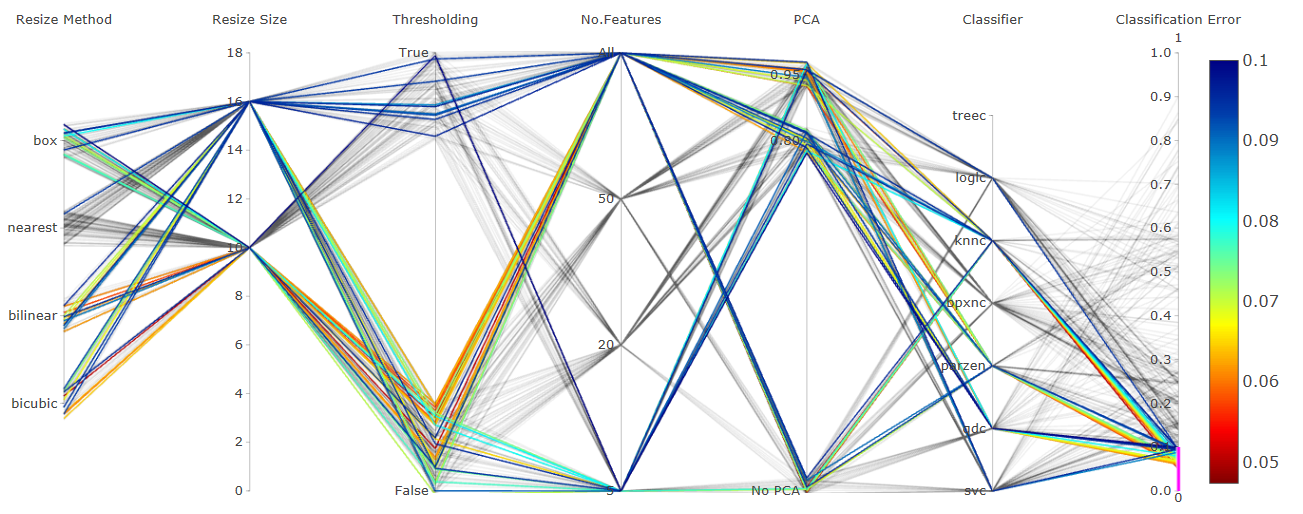 Resize Method Resize Size Thresholding No.Features PCA Classifier Classification Error
1
18 True All 1.0 0.1
0.95
16 0.9
box 14 0.80 treec 0.8 0.09
12 50 logic 0.7
nearest 0.6 0.08
10 knnc
8 bpxnc 0.5 0.07
bilinear 0.4
6 20 parzen 0.3 0.06
bicubic 4 0.2
2 qdc 0.05
0 False 5 No PCA svc 0.0
0